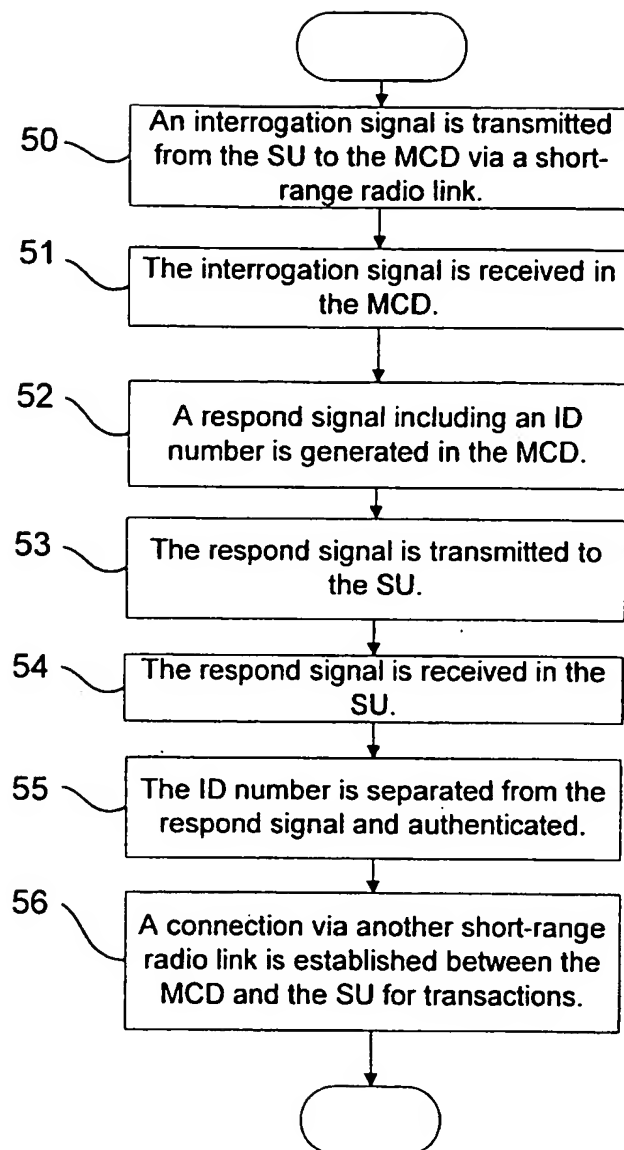 50
An interrogation signal is transmitted
from the SU to the MCD via a short-
range radio link.
51
The interrogation signal is received in
the MCD.
52
A respond signal including an ID
number is generated in the MCD.
53
The respond signal is transmitted to
the SU.
54
The respond signal is received in the
SU.
55
The ID number is separated from the
respond signal and authenticated.
56
A connection via another short-range
radio link is established between the
MCD and the SU for transactions.